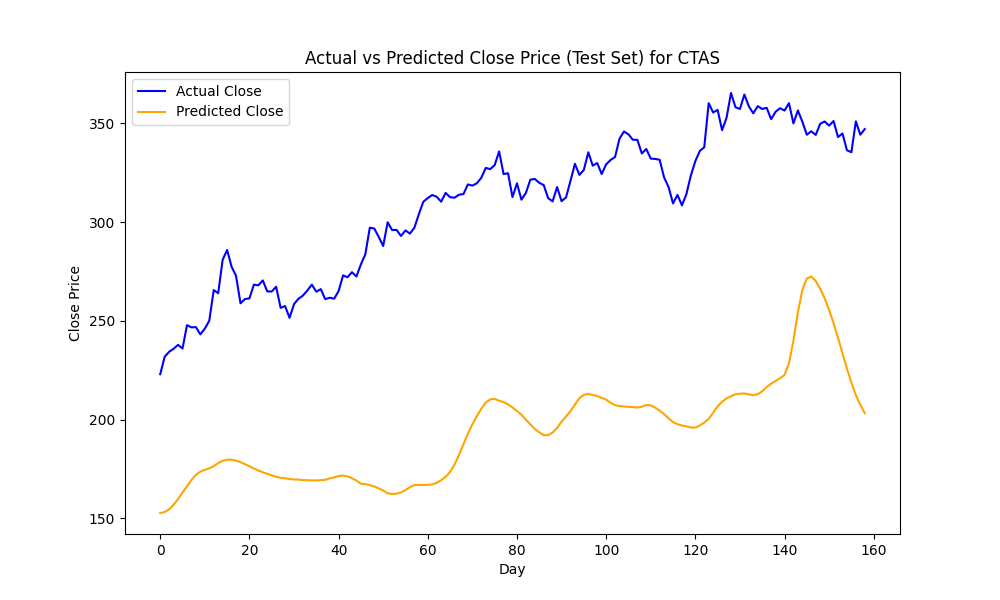 Actual vs Predicted Close Price (Test Set) for CTAS
Actual Close
Predicted Close
Close Price
350
300
250
200
150
0 20 40 60 80 100 120 140 160
Day